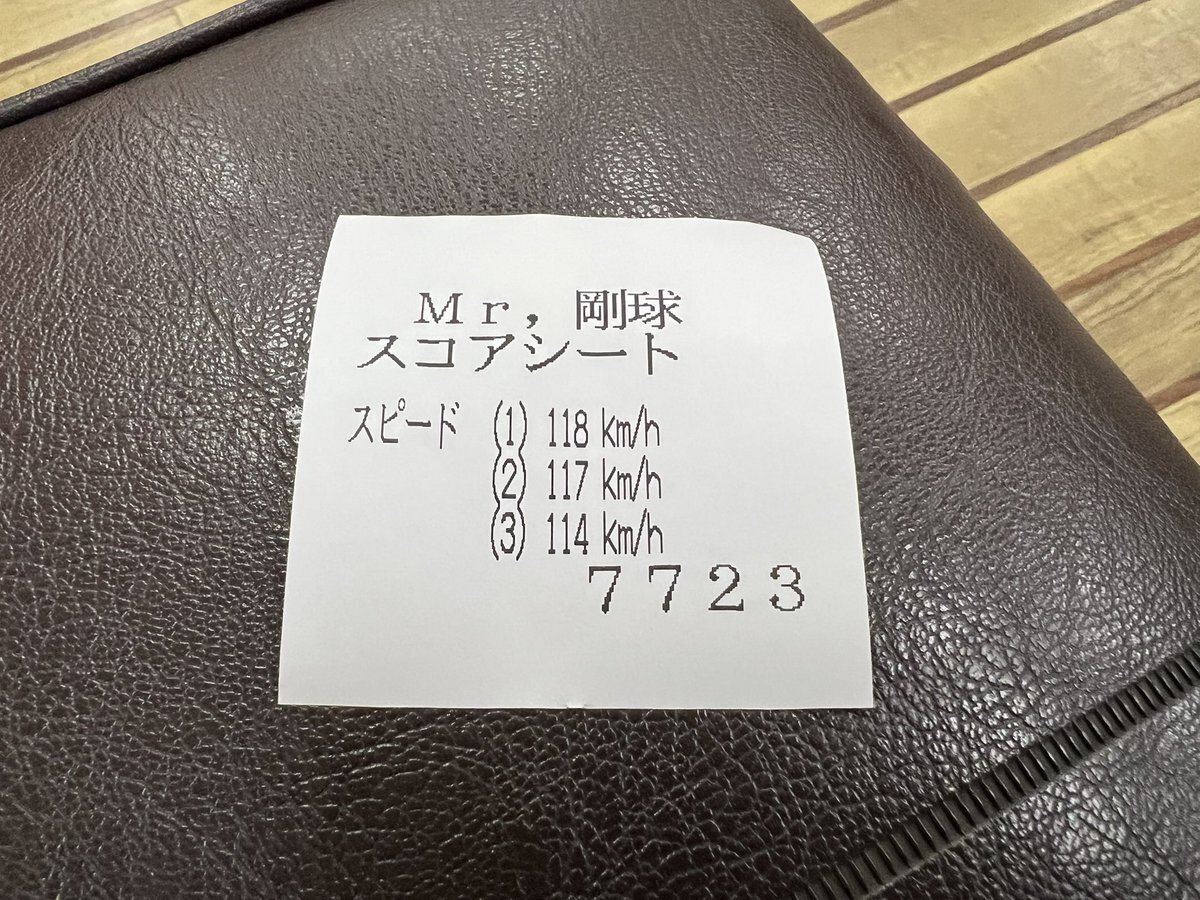 Ｍｒ，剛球
スコアシート
スピード (1) 118 km/h
(2) 117 km/h
(3) 114 km/h
７７２３